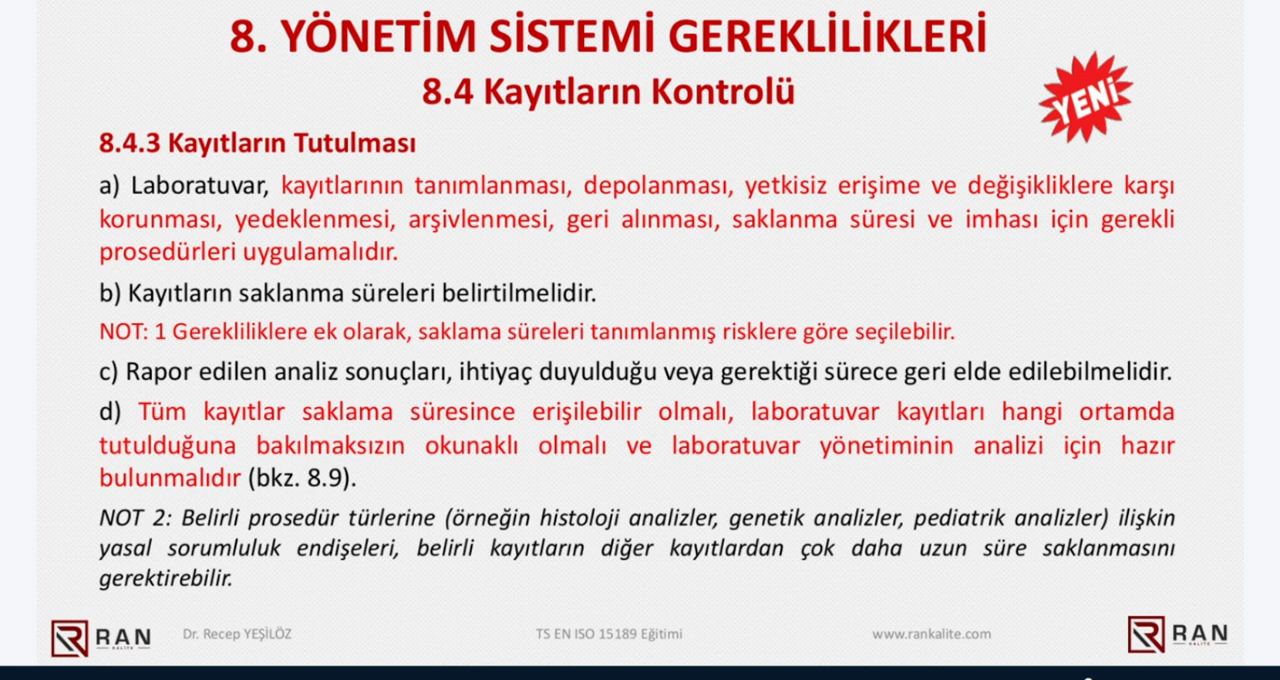 8. YÖNETİM SİSTEMİ GEREKLİLİKLERİ
8.4 Kayıtların Kontrolü
YENİ
8.4.3 Kayıtların Tutulması
a) Laboratuvar, kayıtlarının tanımlanması, depolanması, yetkisiz erişime ve değişikliklere karşı
korunması, yedeklenmesi, arşivlenmesi, geri alınması, saklanma süresi ve imhası için gerekli
prosedürleri uygulamalıdır.
b) Kayıtların saklanma süreleri belirtilmelidir.
NOT: 1 Gerekliliklere ek olarak, saklama süreleri tanımlanmış risklere göre seçilebilir.
c) Rapor edilen analiz sonuçları, ihtiyaç duyulduğu veya gerektiği sürece geri elde edilebilmelidir.
d) Tüm kayıtlar saklama süresince erişilebilir olmalı, laboratuvar kayıtları hangi ortamda
tutulduğuna bakılmaksızın okunaklı olmalı ve laboratuvar yönetiminin analizi için hazır
bulunmalıdır (bkz. 8.9).
NOT 2: Belirli prosedür türlerine (örneğin histoloji analizler, genetik analizler, pediatrik analizler) ilişkin
yasal sorumluluk endişeleri, belirli kayıtların diğer kayıtlardan çok daha uzun süre saklanmasını
gerektirebilir.
RAN
KALİTE
Dr. Recep YEŞİLÖZ
TS EN ISO 15189 Eğitimi
www.rankalite.com
RAN
KALİTE